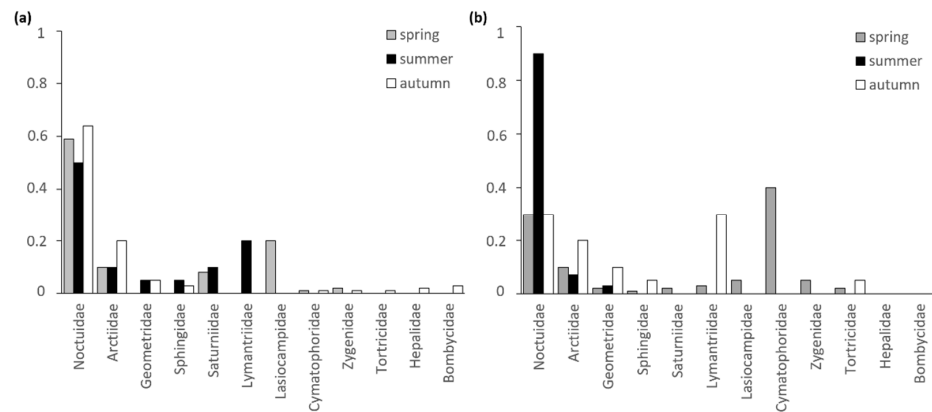 (a)
1
0.8
0.6
0.4
0.2
0
spring
summer
autumn
Noctuidae
Arctiidae
Geometridae
Sphingidae
Saturniidae
Lymantriidae
Lasiocampidae
Cymatophoridae
Zygenidae
Tortricidae
Hepalidae
Bombycidae
(b)
1
0.8
0.6
0.4
0.2
0
spring
summer
autumn
Noctuidae
Arctiidae
Geometridae
Sphingidae
Saturniidae
Lymantriidae
Lasiocampidae
Cymatophoridae
Zygenidae
Tortricidae
Hepalidae
Bombycidae